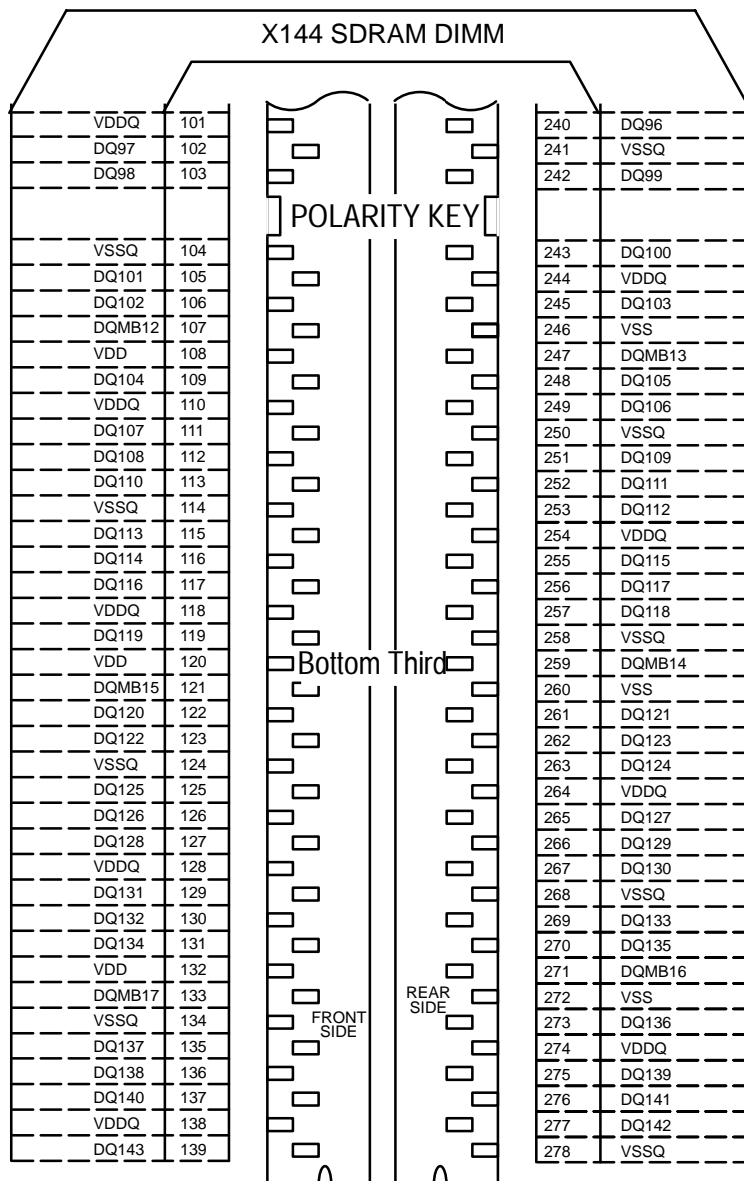 X144 SDRAM DIMM
VDDQ 101 240 DQ96
DQ97 102 241 VSSQ
DQ98 103 242 DQ99
POLARITY KEY
VSSQ 104 243 DQ100
DQ101 105 244 VDDQ
DQ102 106 245 DQ103
DQMB12 107 246 VSS
VDD 108 247 DQMB13
DQ104 109 248 DQ105
VDDQ 110 249 DQ106
DQ107 111 250 VSSQ
DQ108 112 251 DQ109
DQ110 113 252 DQ111
VSSQ 114 253 DQ112
DQ113 115 254 VDDQ
DQ114 116 255 DQ115
DQ116 117 256 DQ117
VDDQ 118 257 DQ118
DQ119 119 258 VSSQ
VDD 120 Bottom Third 259 DQMB14
DQMB15 121 260 VSS
DQ120 122 261 DQ121
DQ122 123 262 DQ123
VSSQ 124 263 DQ124
DQ125 125 264 VDDQ
DQ126 126 265 DQ127
DQ128 127 266 DQ129
VDDQ 128 267 DQ130
DQ131 129 268 VSSQ
DQ132 130 269 DQ133
DQ134 131 270 DQ135
VDD 132 271 DQMB16
DQMB17 133 REAR 272 VSS
SIDE
VSSQ 134 FRONT 273 DQ136
SIDE
DQ137 135 274 VDDQ
DQ138 136 275 DQ139
DQ140 137 276 DQ141
VDDQ 138 277 DQ142
DQ143 139 278 VSSQ